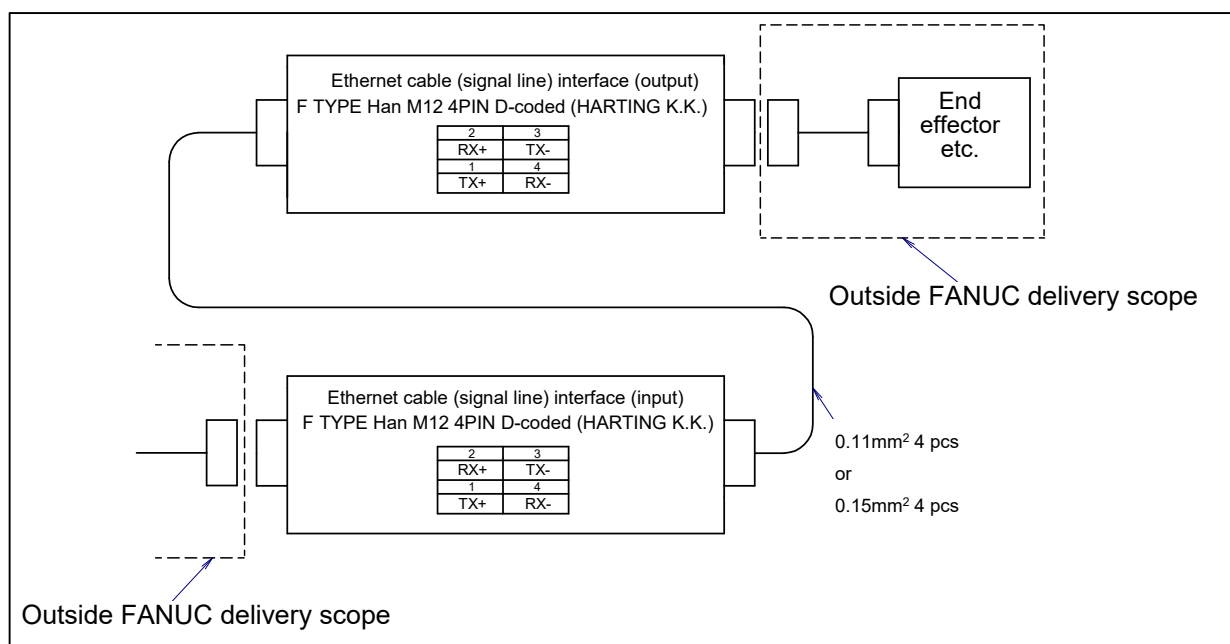 Ethernet cable (signal line) interface (output)
F TYPE Han M12 4PIN D-coded (HARTING K.K.)
2 3
RX+ TX-
1 4
TX+ RX-
End
effector
etc.
Outside FANUC delivery scope
Ethernet cable (signal line) interface (input)
F TYPE Han M12 4PIN D-coded (HARTING K.K.)
2 3
RX+ TX-
1 4
TX+ RX-
0.11mm² 4 pcs
or
0.15mm² 4 pcs
Outside FANUC delivery scope